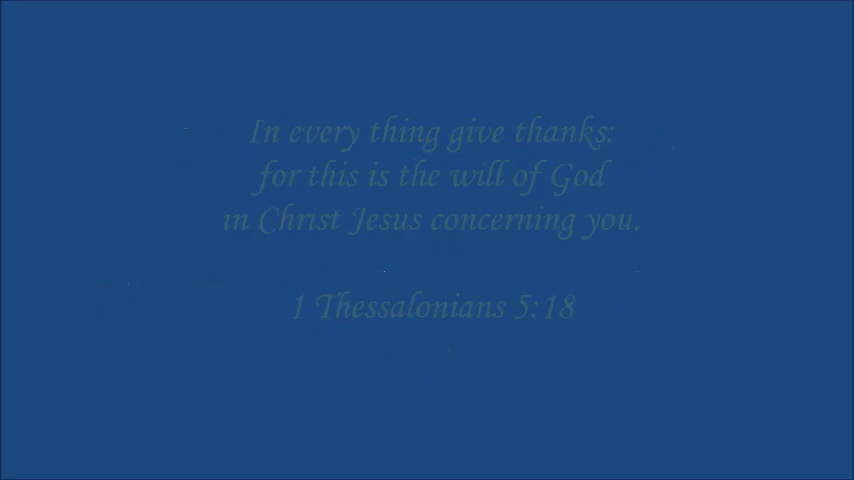 In every thing give thanks:
for this is the will of God
in Christ Jesus concerning you.
1 Thessalonians 5:18